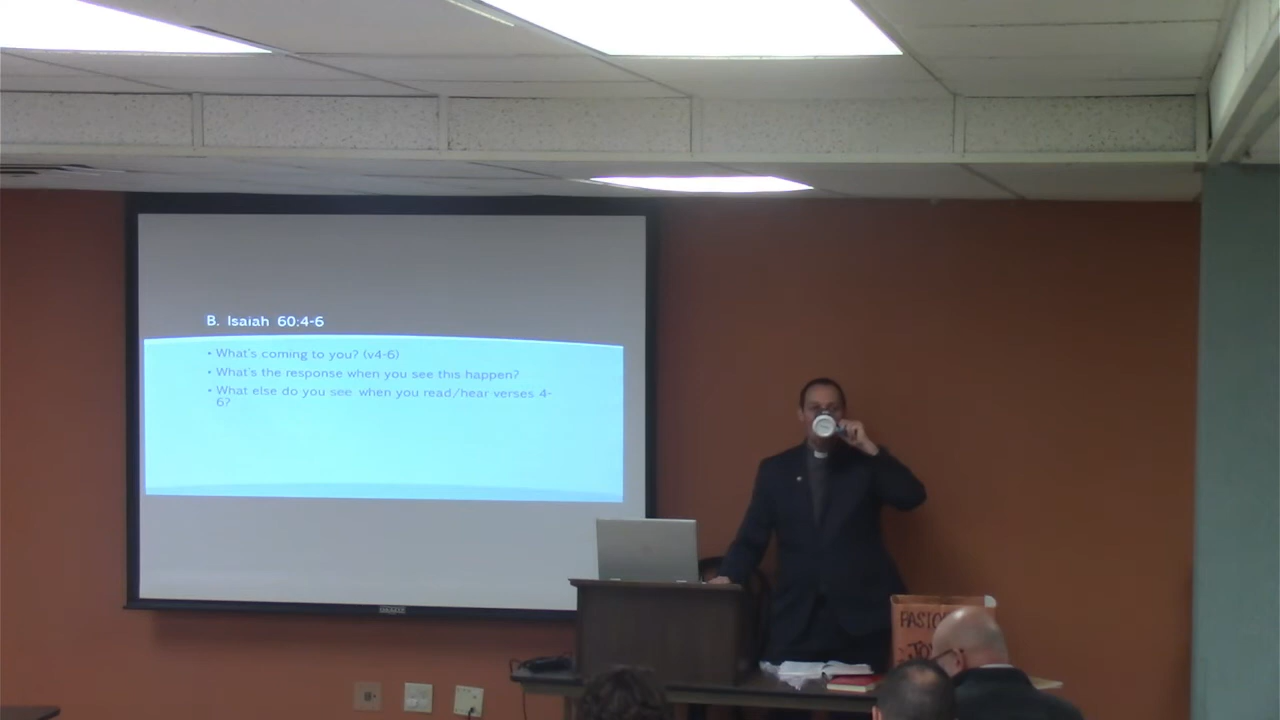 B. Isaiah 60:4-6
• What's coming to you? (v4-6)
• What's the response when you see this happen?
• What else do you see when you read/hear verses 4-
6?